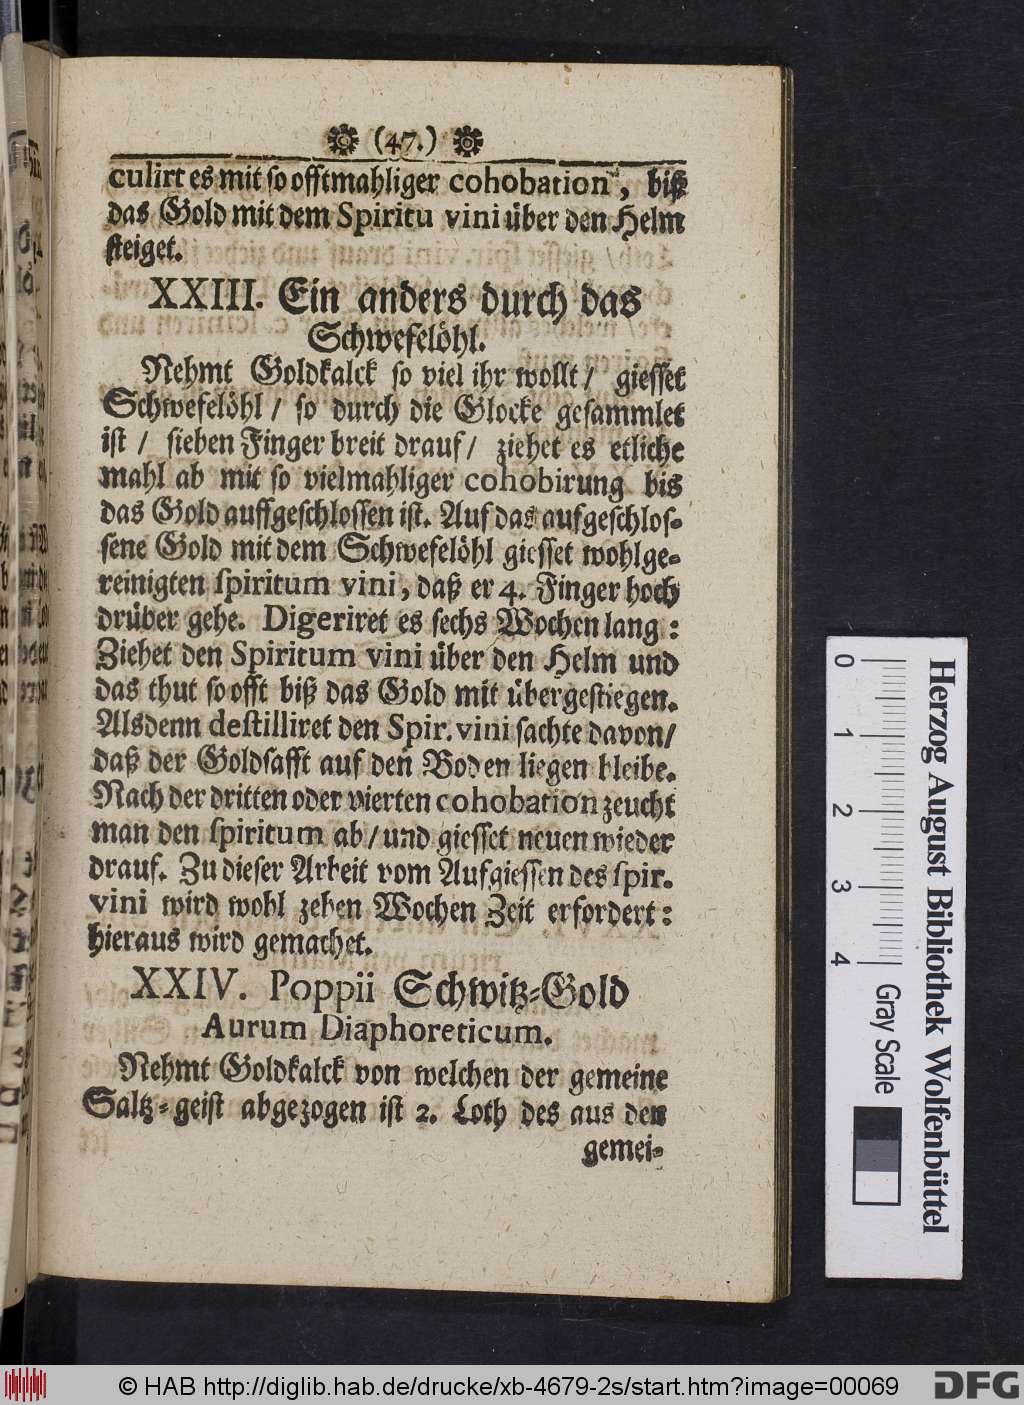 (47.)
culirt es mit so offtmahliger cohobation, biß
das Gold mit dem Spiritu vini über den Helm
steiget.
XXIII. Ein anders durch das
Schwefelöhl.
Nehmt Goldkalck so viel ihr wollt / giesset
Schwefelöhl / so durch die Glocke gesammlet
ist / sieben Finger breit drauf / ziehet es etliche
mahl ab mit so vielmahliger cohobirung bis
das Gold auffgeschlossen ist. Auf das aufgeschlos-
sene Gold mit dem Schwefelöhl giesset wohlge-
reinigten spiritum vini, daß er 4. Finger hoch
drüber gehe. Digeriret es sechs Wochen lang:
Ziehet den Spiritum vini über den Helm und
das thut so offt biß das Gold mit übergestiegen.
Alsdenn destilliret den Spir. vini sachte davon /
daß der Goldsafft auf den Boden liegen bleibe.
Nach der dritten oder vierten cohobation zeucht
man den spiritum ab / und giesset neuen wieder
drauf. Zu dieser Arbeit vom Aufgiessen des spir.
vini wird wohl zehen Wochen Zeit erfordert:
hieraus wird gemachet.
XXIV. Poppii Schwitz-Gold
Aurum Diaphoreticum.
Nehmt Goldkalck von welchen der gemeine
Saltz-geist abgezogen ist 2. Loth des aus den
gemei-
0 1 2 3 4
Herzog August Bibliothek Wolfenbüttel
Gray Scale
© HAB http://diglib.hab.de/drucke/xb-4679-2s/start.htm?image=00069
DFG